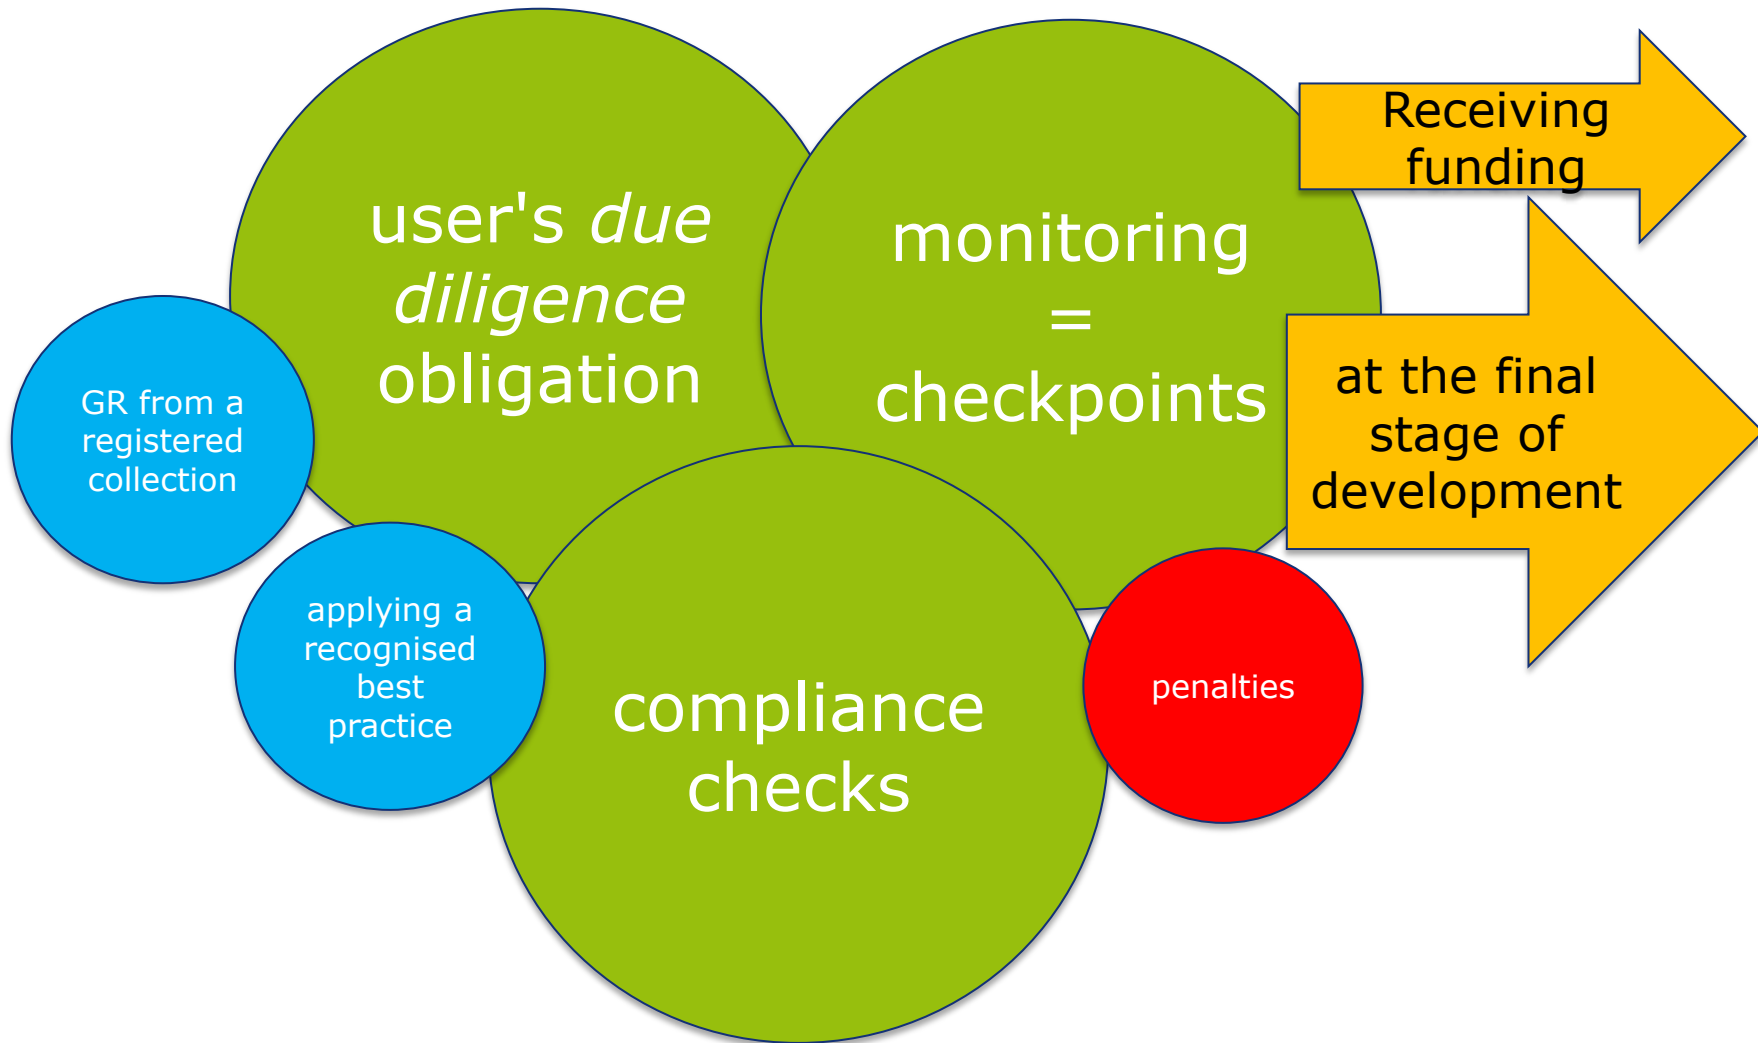 user's due
diligence
obligation
monitoring
=
checkpoints
Receiving
funding
at the final
stage of
development
GR from a
registered
collection
applying a
recognised
best
practice
compliance
checks
penalties